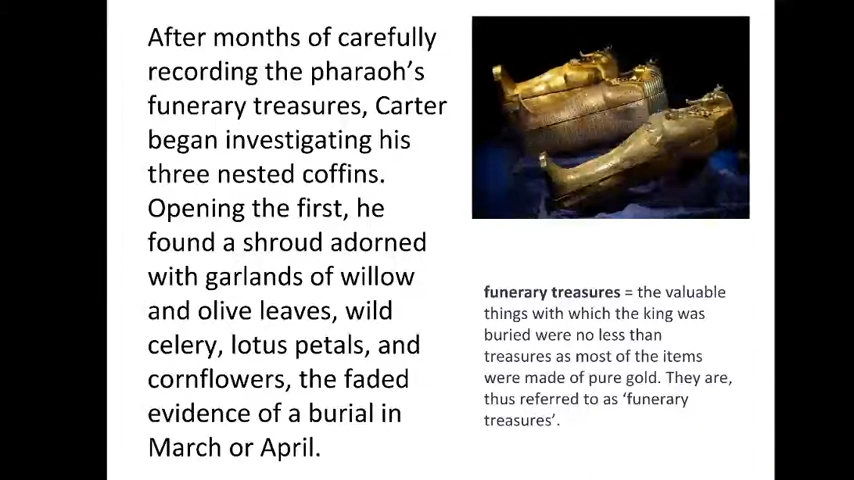 After months of carefully
recording the pharaoh’s
funerary treasures, Carter
began investigating his
three nested coffins.
Opening the first, he
found a shroud adorned
with garlands of willow
and olive leaves, wild
celery, lotus petals, and
cornflowers, the faded
evidence of a burial in
March or April.
funerary treasures = the valuable
things with which the king was
buried were no less than
treasures as most of the items
were made of pure gold. They are,
thus referred to as ‘funerary
treasures’.